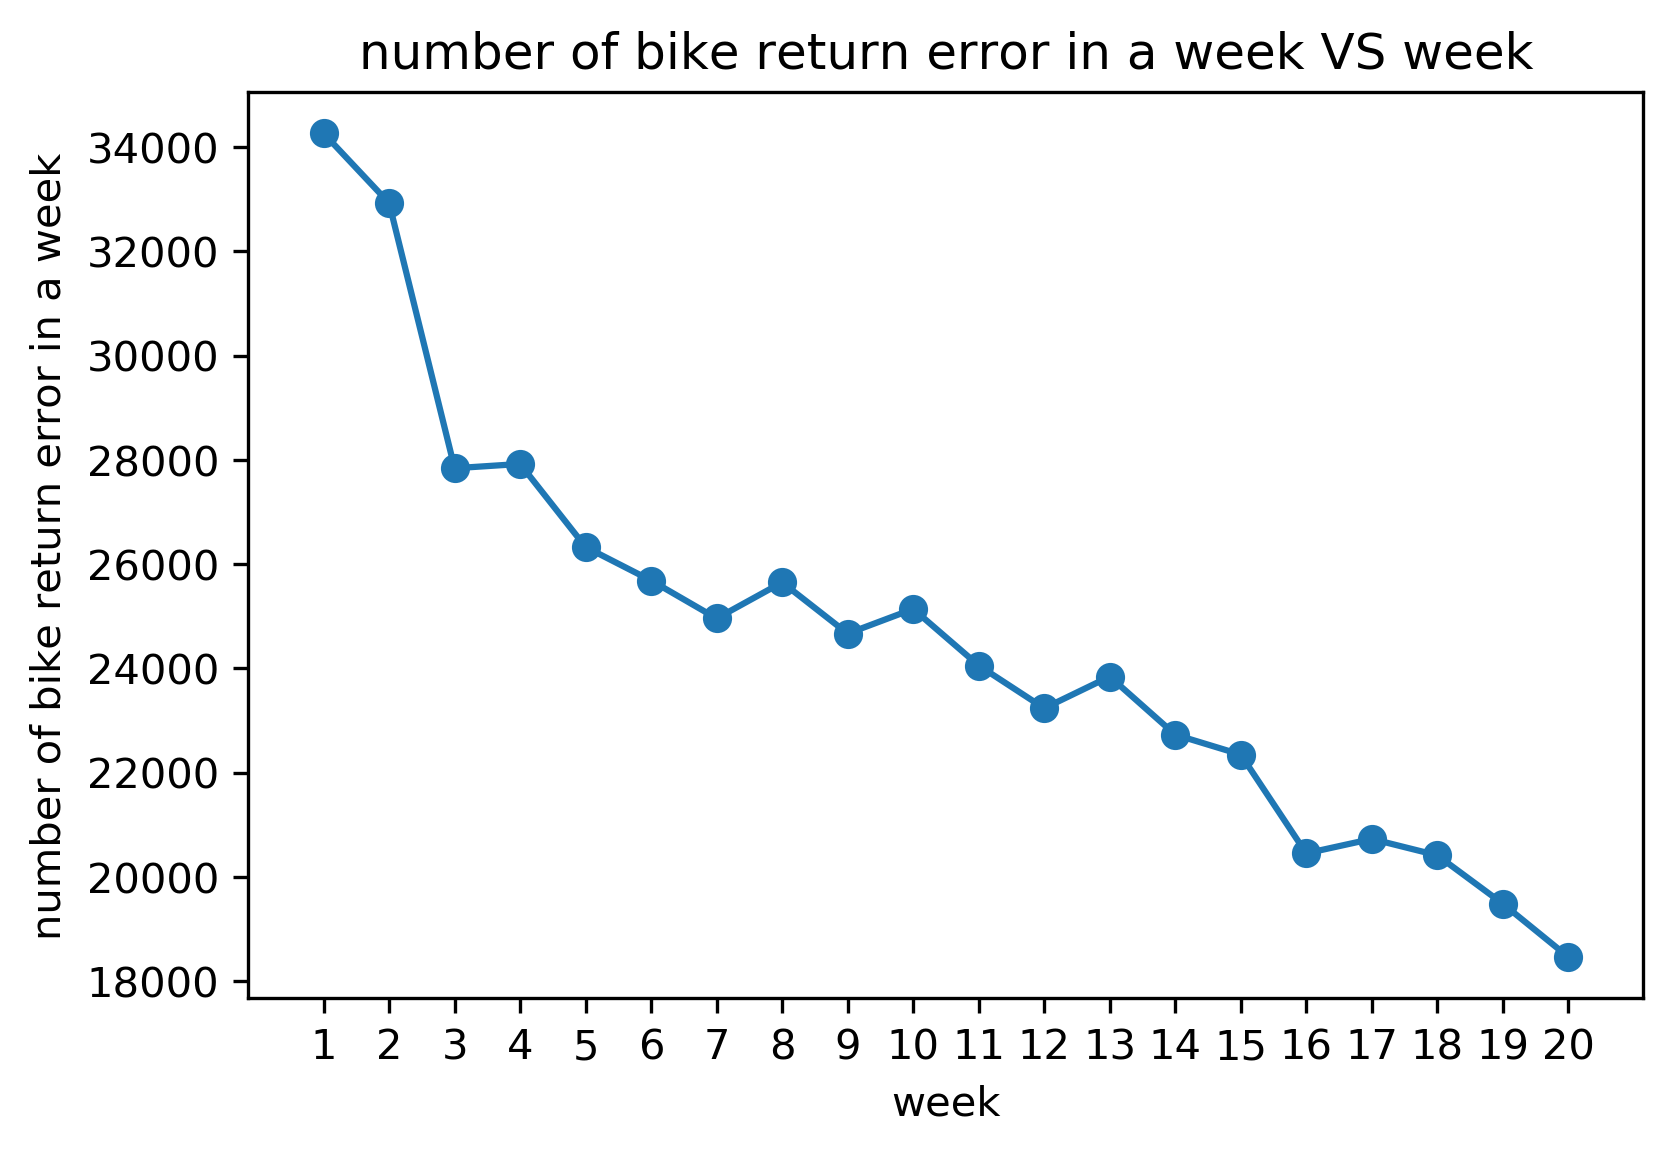 number of bike return error in a week VS week
number of bike return error in a week
34000
32000
30000
28000
26000
24000
22000
20000
18000
1 2 3 4 5 6 7 8 9 10 11 12 13 14 15 16 17 18 19 20
week